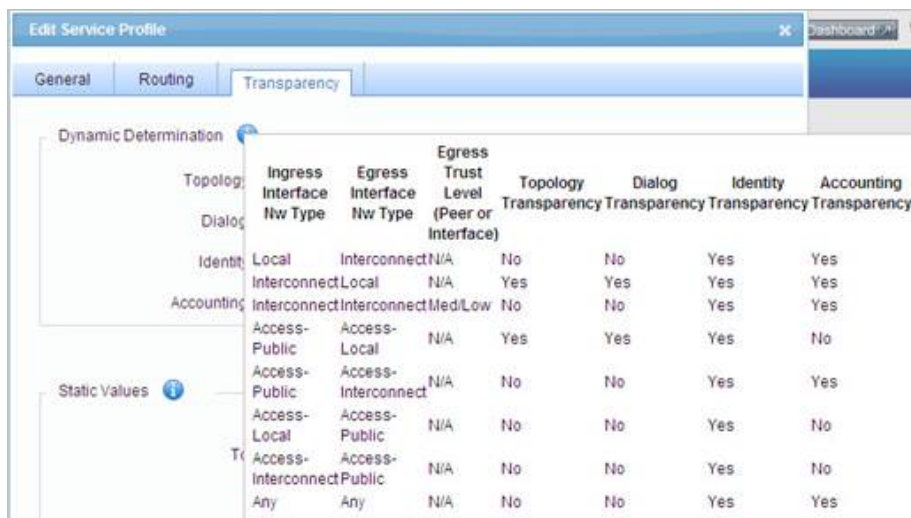 Edit Service Profile
Dashboard
General Routing Transparency
Dynamic Determination
Topology
Dialog
Identity
Accounting
Static Values
Ingress Interface Nw Type Egress Interface Nw Type Egress Trust Level (Peer or Interface) Topology Transparency Dialog Transparency Identity Transparency Accounting Transparency
Local Interconnect N/A No No Yes Yes
Interconnect Local N/A Yes Yes Yes Yes
Interconnect Interconnect Med/Low No No Yes Yes
Access-Public Access-Local N/A Yes Yes Yes No
Access-Public Access-Interconnect N/A No No Yes Yes
Access-Local Access-Public N/A No No Yes No
Access-Interconnect Access-Public N/A No No Yes No
Any Any N/A No No Yes Yes